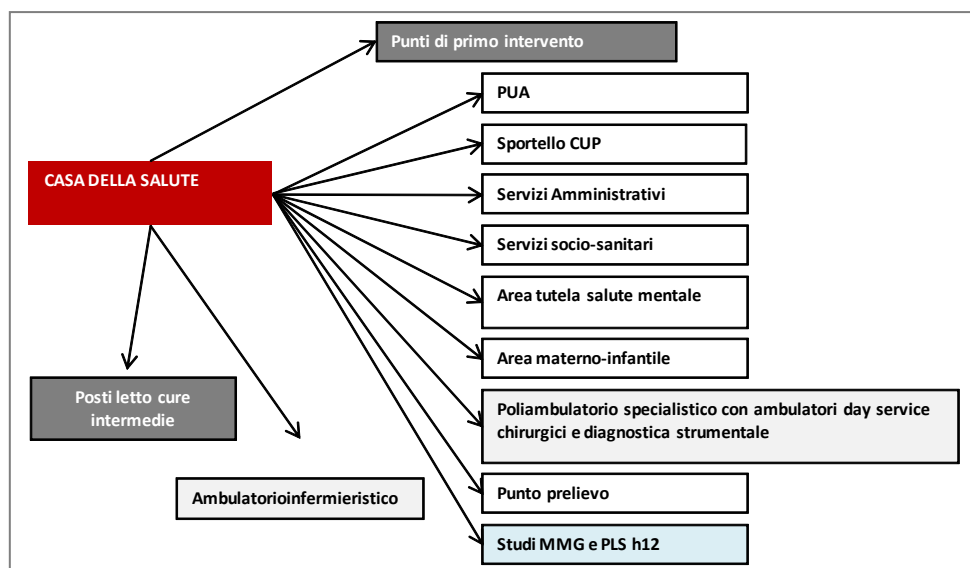 Punti di primo intervento
PUA
Sportello CUP
CASA DELLA SALUTE
Servizi Amministrativi
Servizi socio-sanitari
Area tutela salute mentale
Area materno-infantile
Posti letto cure
intermedie
Poliambulatorio specialistico con ambulatori day service
chirurgici e diagnostica strumentale
Ambulatorioinfermieristico
Punto prelievo
Studi MMG e PLS h12